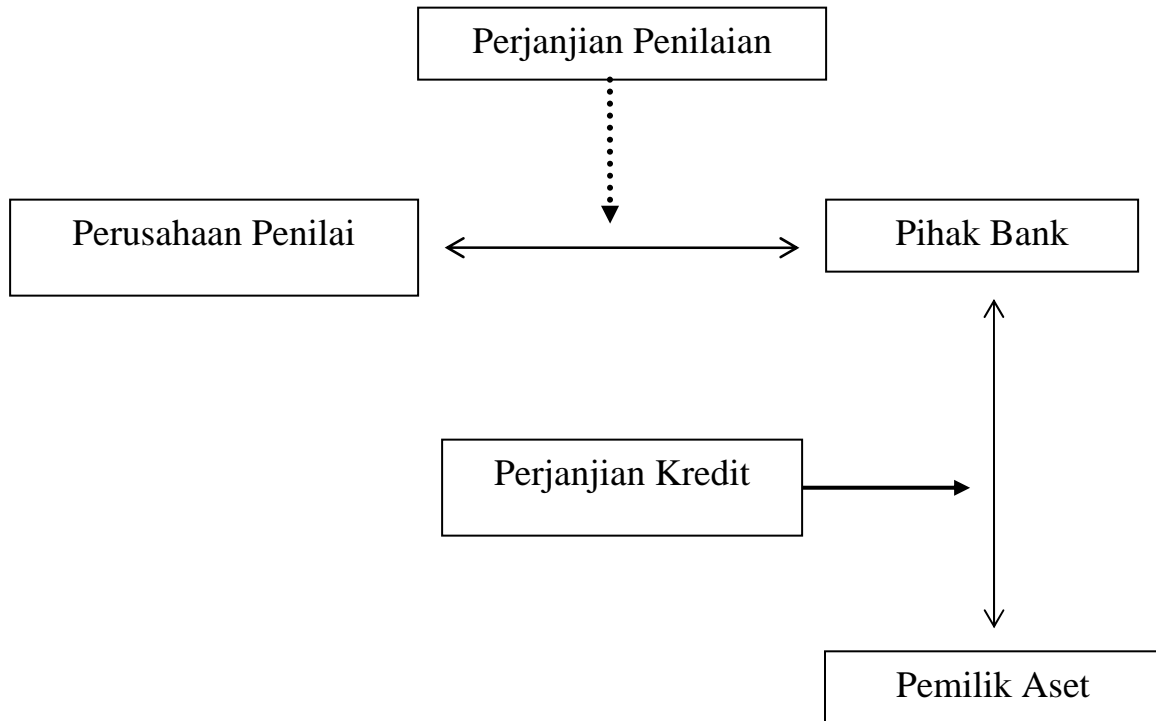 Perjanjian Penilaian
Perusahaan Penilai
Pihak Bank
Perjanjian Kredit
Pemilik Aset